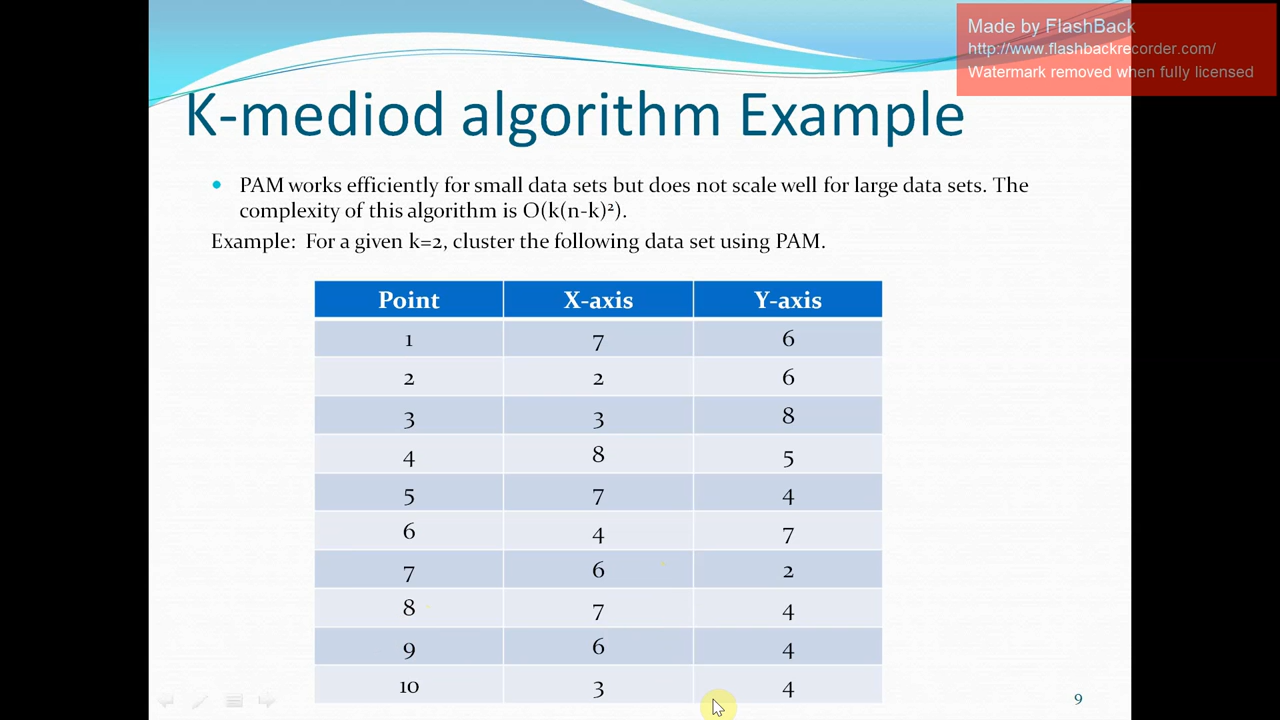 Made by FlashBack
http://www.flashbackrecorder.com/
Watermark removed when fully licensed
K-mediod algorithm Example
PAM works efficiently for small data sets but does not scale well for large data sets. The
complexity of this algorithm is O(k(n-k)²).
Example: For a given k=2, cluster the following data set using PAM.
Point X-axis Y-axis
1 7 6
2 2 6
3 3 8
4 8 5
5 7 4
6 4 7
7 6 2
8 7 4
9 6 4
10 3 4
9